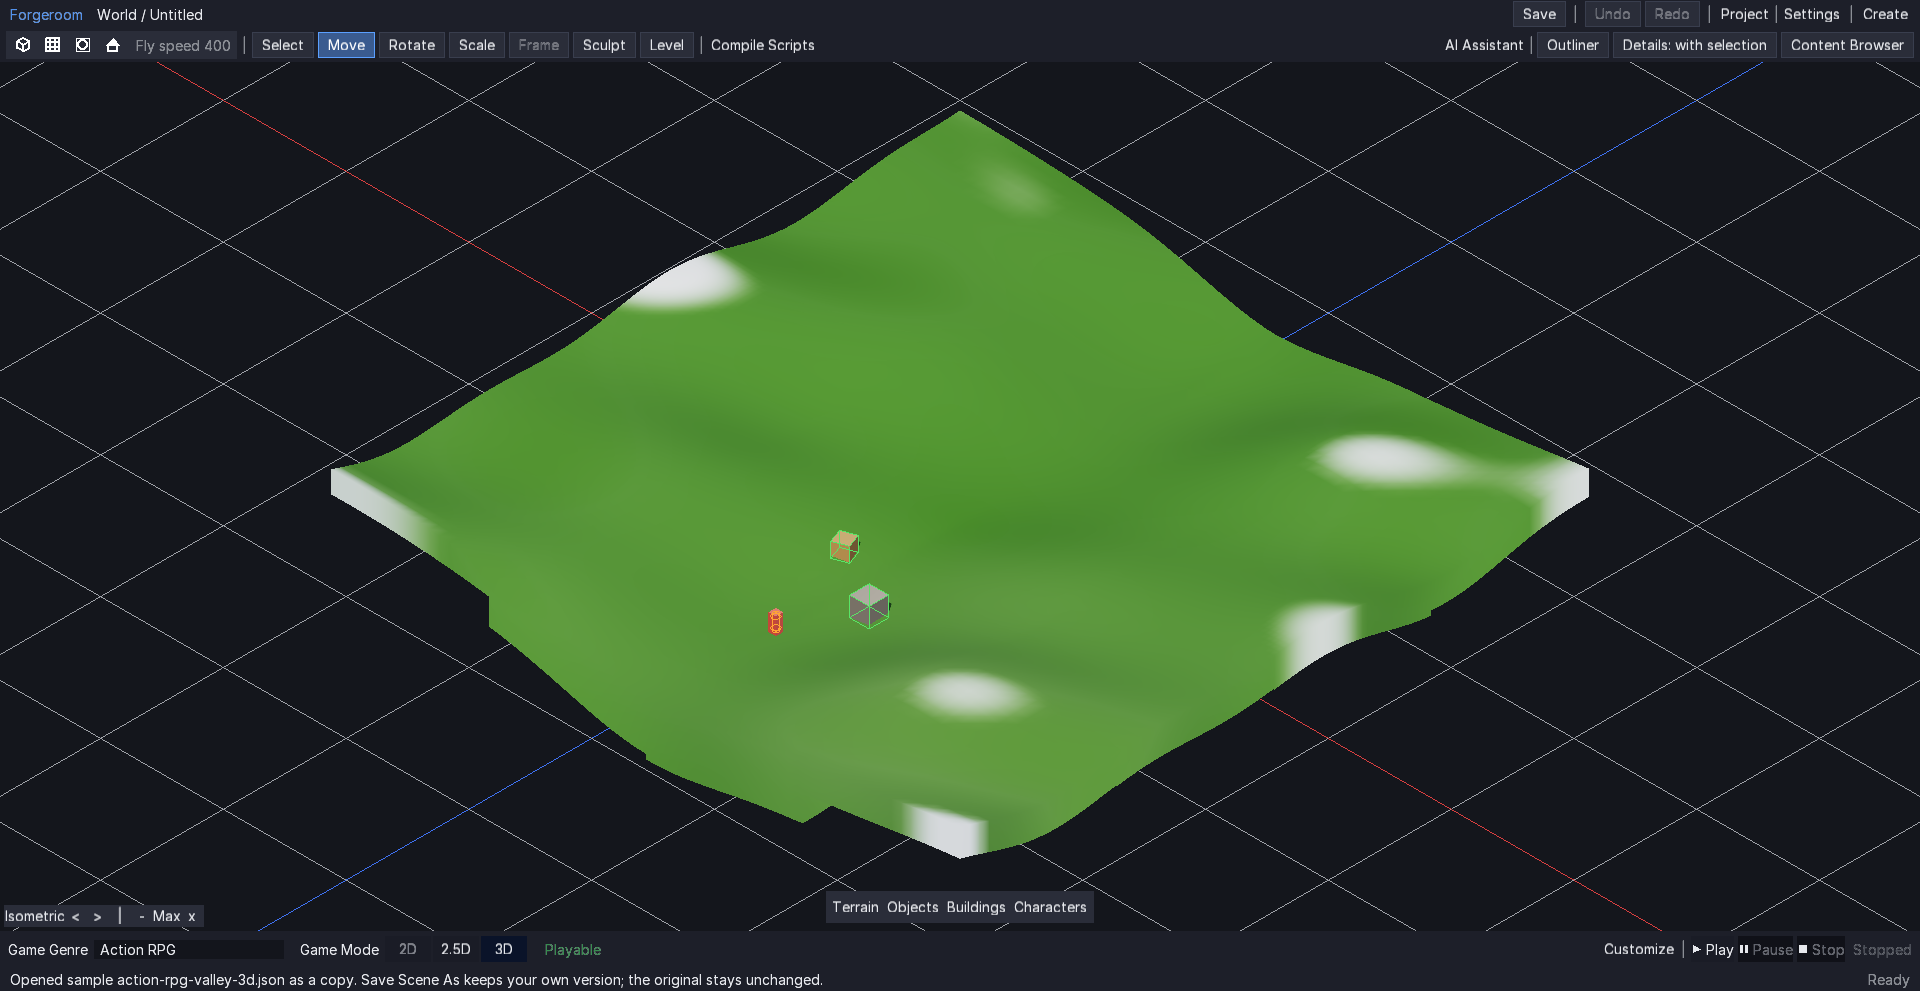 Forgeroom World / Untitled Save | Undo Redo | Project | Settings | Create
Fly speed 400 | Select Move Rotate Scale Frame Sculpt Level | Compile Scripts AI Assistant | Outliner Details: with selection Content Browser
Isometric < > | - Max x
Terrain Objects Buildings Characters
Game Genre Action RPG Game Mode 2D 2.5D 3D Playable Customize | Play Pause Stop Stopped
Opened sample action-rpg-valley-3d.json as a copy. Save Scene As keeps your own version; the original stays unchanged. Ready